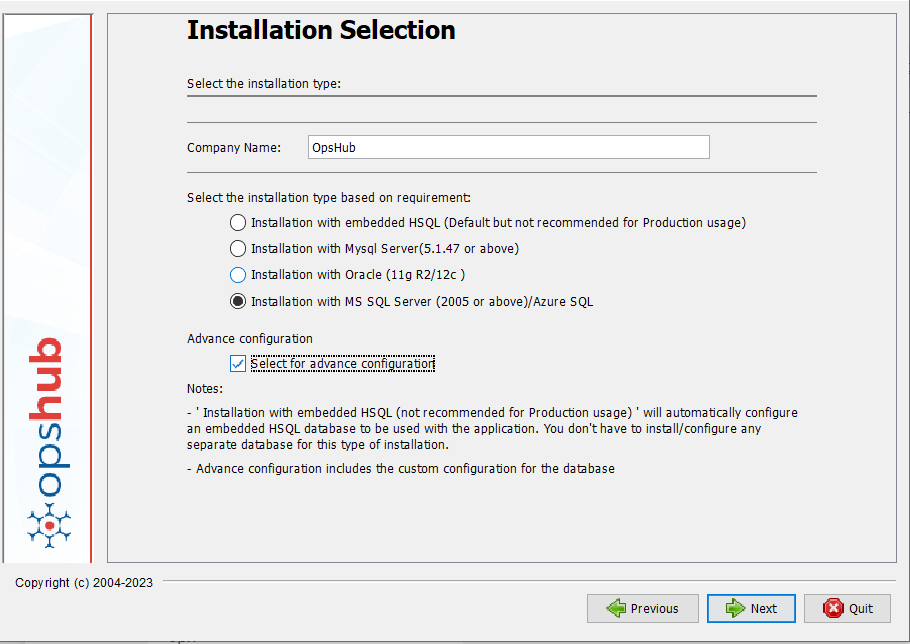 Installation Selection
Select the installation type:
Company Name: OpsHub
Select the installation type based on requirement:
Installation with embedded HSQL (Default but not recommended for Production usage)
Installation with Mysql Server(5.1.47 or above)
Installation with Oracle (11g R2/12c )
Installation with MS SQL Server (2005 or above)/Azure SQL
Advance configuration
Select for advance configuration
Notes:
- ' Installation with embedded HSQL (not recommended for Production usage) ' will automatically configure
an embedded HSQL database to be used with the application. You don't have to install/configure any
separate database for this type of installation.
- Advance configuration includes the custom configuration for the database
opshub
Copyright (c) 2004-2023
Previous Next Quit